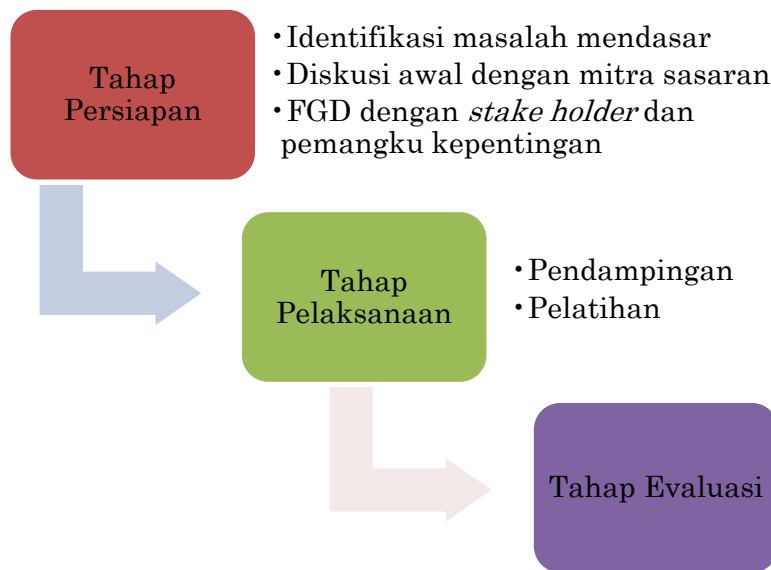 Tahap
Persiapan
•Identifikasi masalah mendasar
•Diskusi awal dengan mitra sasaran
•FGD dengan stake holder dan
pemangku kepentingan
Tahap
Pelaksanaan
•Pendampingan
•Pelatihan
Tahap Evaluasi